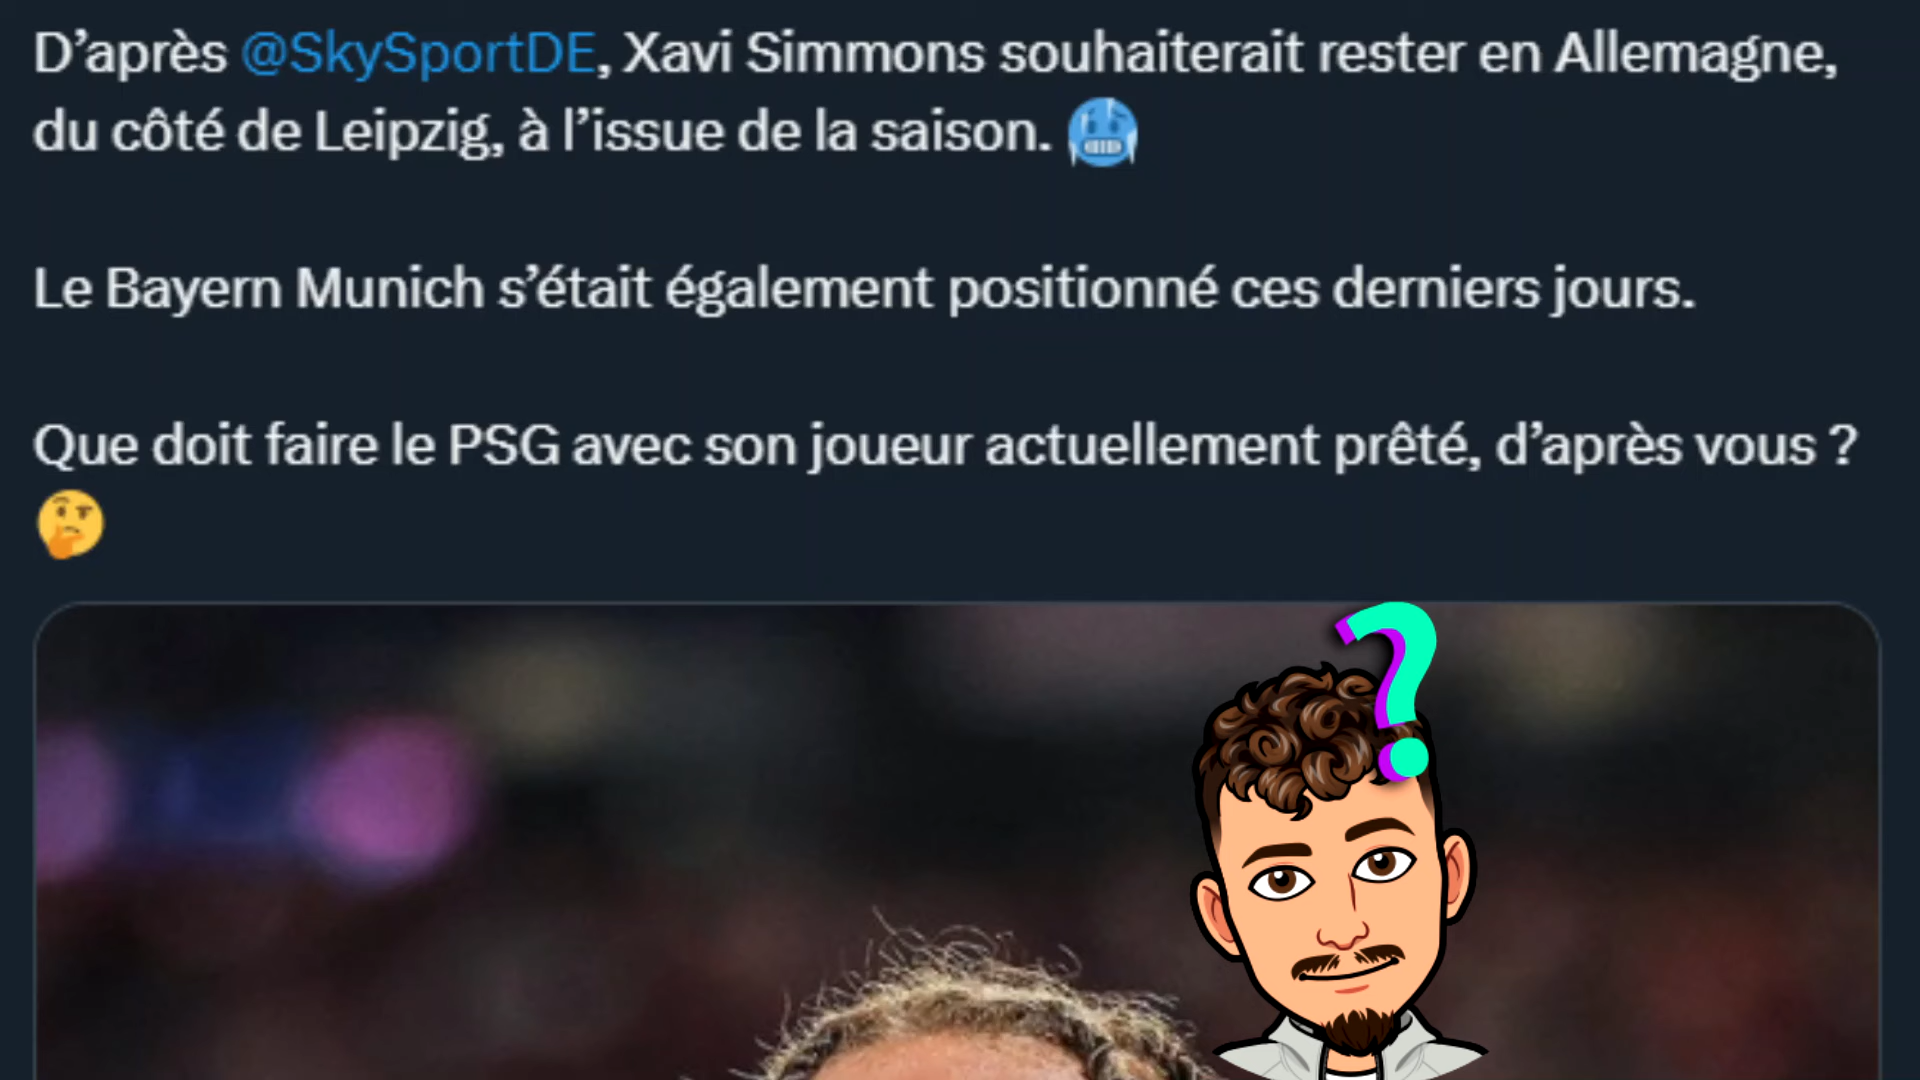 D’après @SkySportDE, Xavi Simmons souhaiterait rester en Allemagne,
du côté de Leipzig, à l’issue de la saison. 🥶
Le Bayern Munich s’était également positionné ces derniers jours.
Que doit faire le PSG avec son joueur actuellement prêté, d’après vous ?
🤔
?